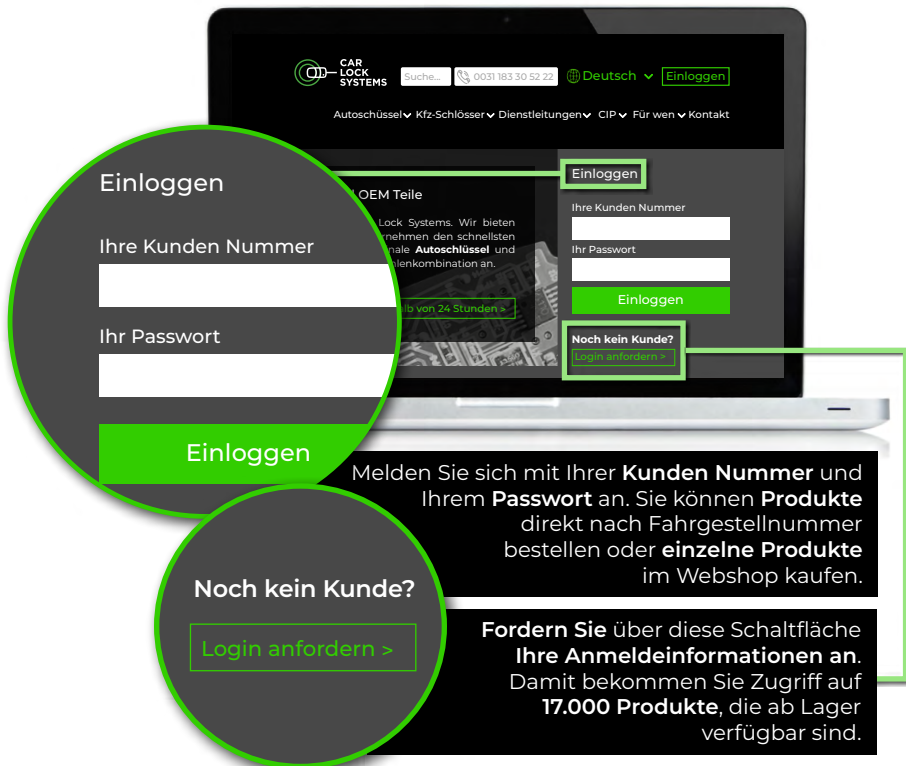 CAR
LOCK
SYSTEMS
Suche...
0031 183 30 52 22
Deutsch
Einloggen
Autoschüssel Kfz-Schlösser Dienstleitungen CIP Für wen Kontakt
OEM Teile
Lock Systems. Wir bieten
den schnellsten
Autoschlüssel und
an.
von 24 Stunden >
Einloggen
Ihre Kunden Nummer
Ihr Passwort
Einloggen
Noch kein Kunde?
Login anfordern >
Einloggen
Ihre Kunden Nummer
Ihr Passwort
Einloggen
Melden Sie sich mit Ihrer Kunden Nummer und
Ihrem Passwort an. Sie können Produkte
direkt nach Fahrgestellnummer
bestellen oder einzelne Produkte
im Webshop kaufen.
Noch kein Kunde?
Login anfordern >
Fordern Sie über diese Schaltfläche
Ihre Anmeldeinformationen an.
Damit bekommen Sie Zugriff auf
17.000 Produkte, die ab Lager
verfügbar sind.